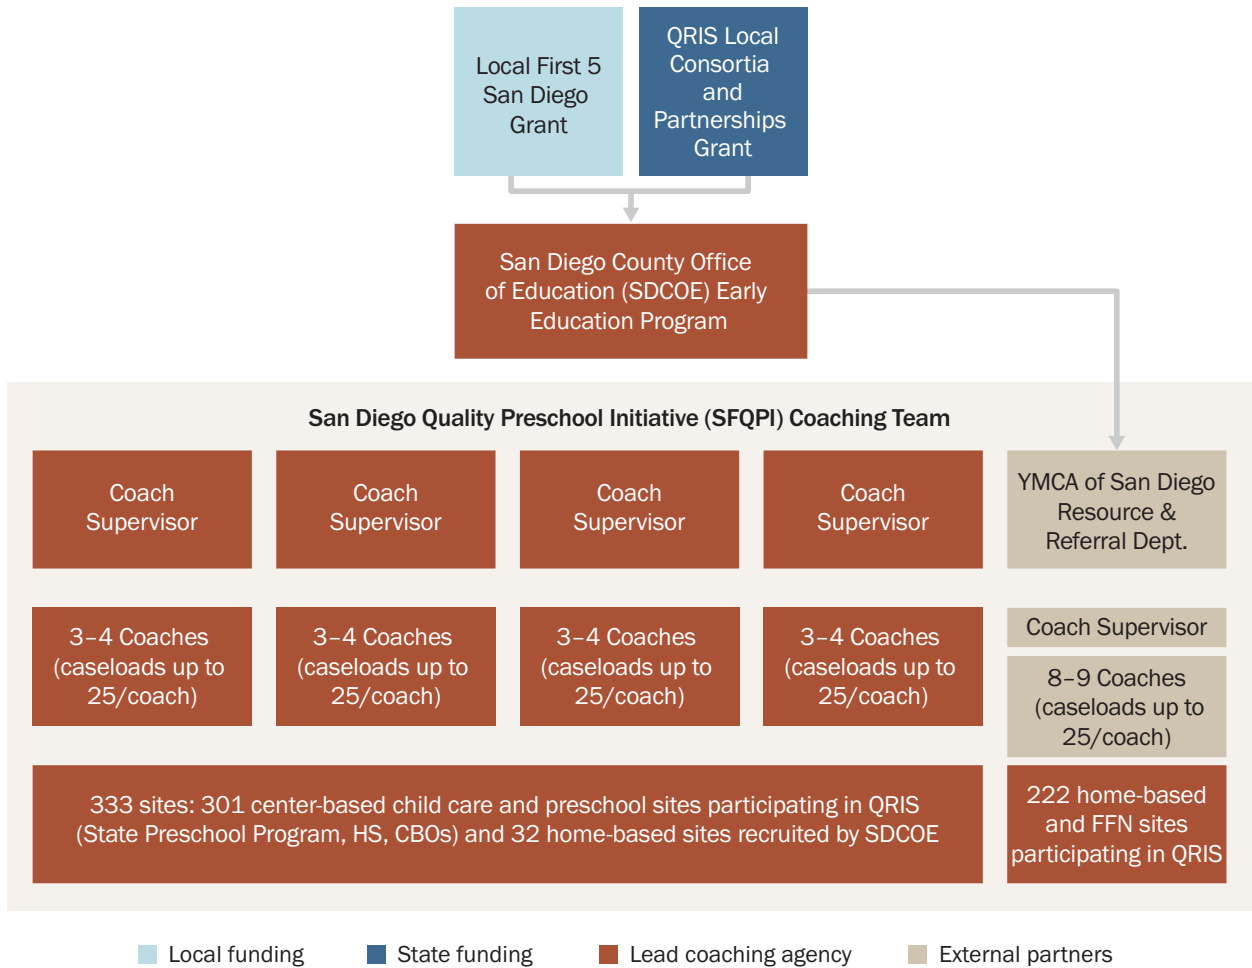 Local First 5
San Diego
Grant
QRIS Local
Consortia
and
Partnerships
Grant
San Diego County Office
of Education (SDCOE) Early
Education Program
San Diego Quality Preschool Initiative (SFQPI) Coaching Team
Coach
Supervisor
Coach
Supervisor
Coach
Supervisor
Coach
Supervisor
YMCA of San Diego
Resource &
Referral Dept.
3–4 Coaches
(caseloads up to
25/coach)
3–4 Coaches
(caseloads up to
25/coach)
3–4 Coaches
(caseloads up to
25/coach)
3–4 Coaches
(caseloads up to
25/coach)
Coach Supervisor
8–9 Coaches
(caseloads up to
25/coach)
333 sites: 301 center-based child care and preschool sites participating in QRIS
(State Preschool Program, HS, CBOs) and 32 home-based sites recruited by SDCOE
222 home-based
and FFN sites
participating in QRIS
Local funding
State funding
Lead coaching agency
External partners